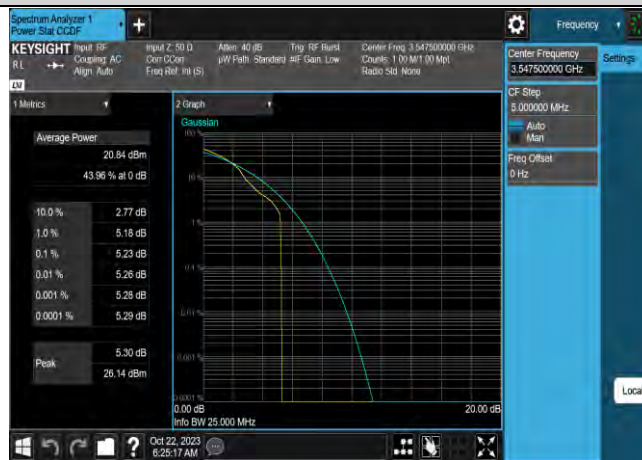 Spectrum Analyzer 1
Power Stat CCDF
Frequency
KEYSIGHT
RL
Input: RF
Coupling: AC
Align: Auto
Input Z: 50 Ω
Corr CCorr
Freq Ref: Int (S)
Atten: 40 dB
µW Path: Standard
Trig: RF Burst
#IF Gain: Low
Center Freq: 3.547500000 GHz
Counts: 1.00 M/1.00 Mpt
Radio Std: None
Center Frequency
3.547500000 GHz
Settings
CF Step
5.000000 MHz
Auto
Man
Freq Offset
0 Hz
Local
1 Metrics
Average Power
20.84 dBm
43.96 % at 0 dB
10.0 % 2.77 dB
1.0 % 5.18 dB
0.1 % 5.23 dB
0.01 % 5.26 dB
0.001 % 5.28 dB
0.0001 % 5.29 dB
Peak
5.30 dB
26.14 dBm
2 Graph
Gaussian
100 %
10 %
1 %
0.1 %
0.01 %
0.001 %
0.0001 %
0.00 dB 20.00 dB
Info BW 25.000 MHz
Oct 22, 2023
6:25:17 AM